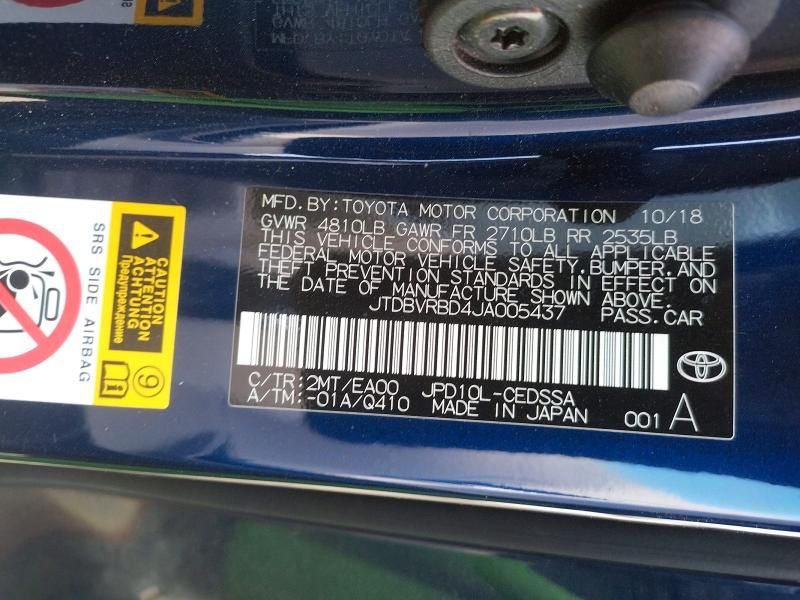 MFD. BY: TOYOTA MOTOR CORPORATION 10/18
GVWR 4810LB GAWR FR 2710LB RR 2535LB
THIS VEHICLE CONFORMS TO ALL APPLICABLE
FEDERAL MOTOR VEHICLE SAFETY, BUMPER, AND
THEFT PREVENTION STANDARDS IN EFFECT ON
THE DATE OF MANUFACTURE SHOWN ABOVE.
JTDBVRBD4JA005437 PASS.CAR
C/TR: 2MT/EA00 JPD10L-CEDSSA
A/TM: -01A/Q410 MADE IN JAPAN 001 A
SRS SIDE AIRBAG
CAUTION
ATTENTION
ACHTUNG
Предупреждение
9